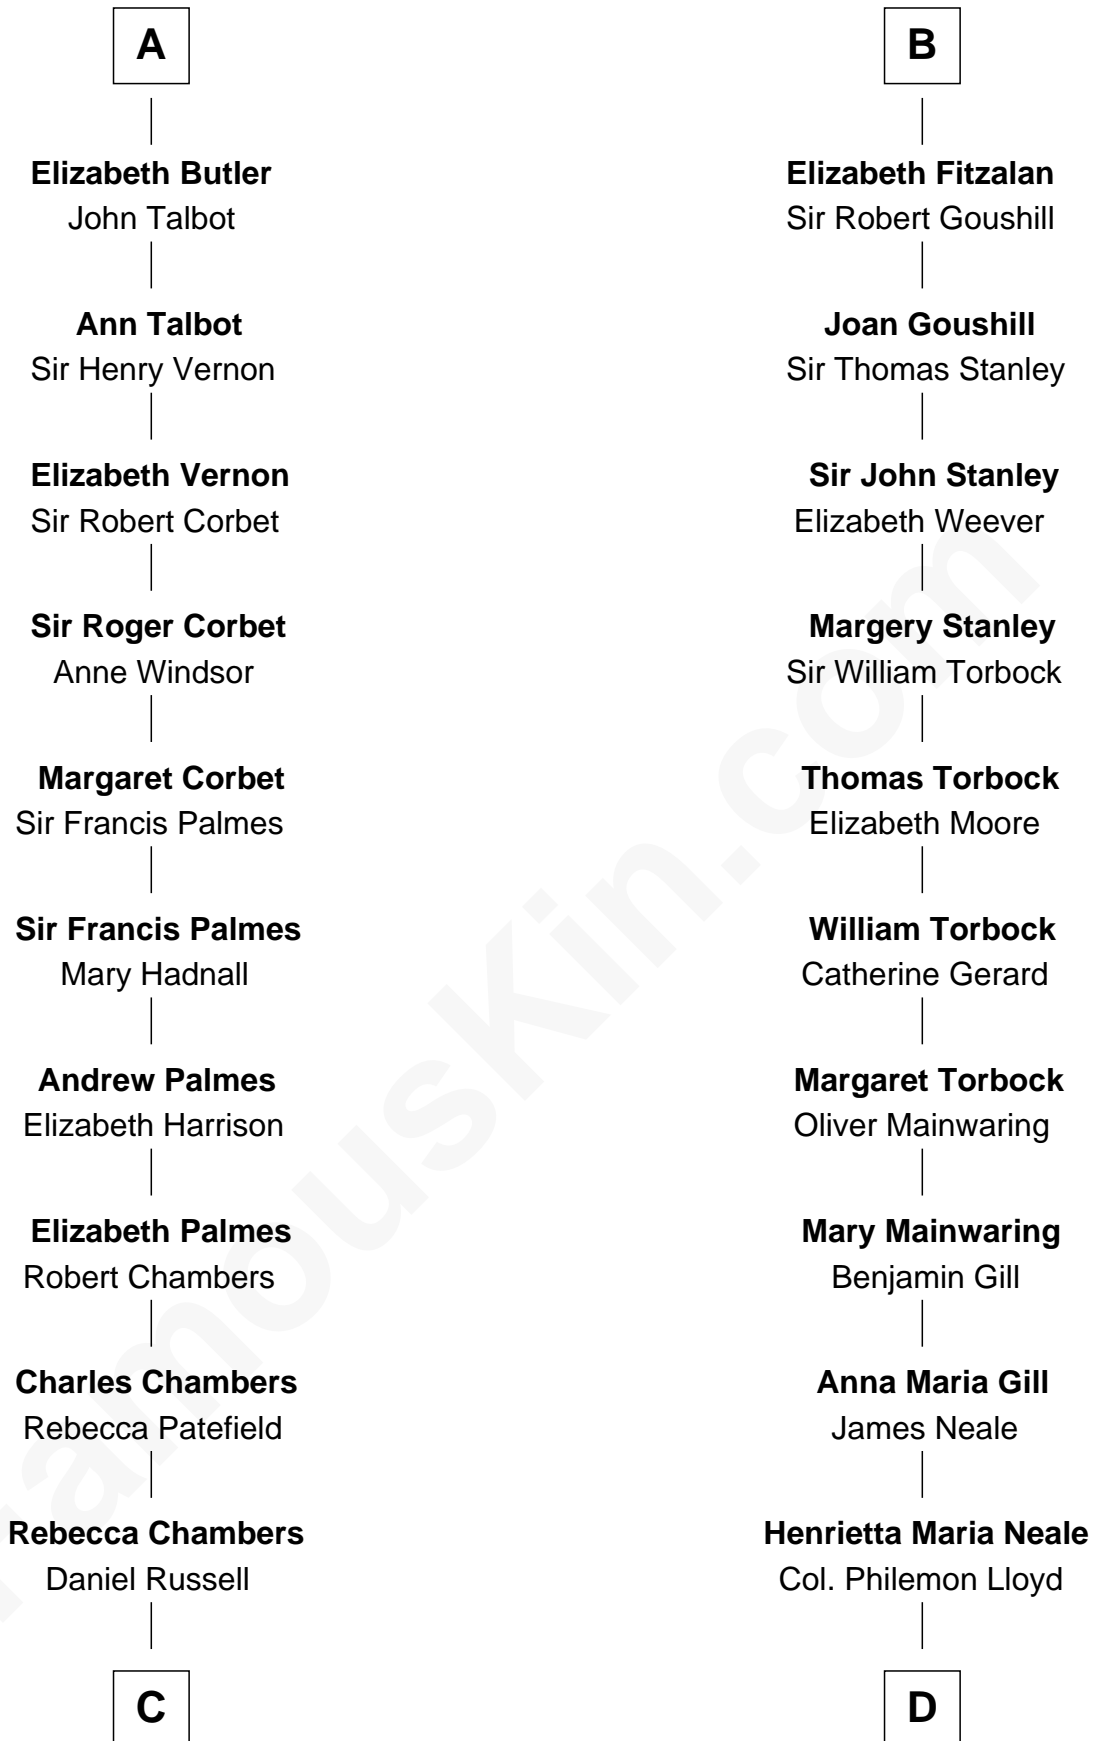 A
Elizabeth Butler
John Talbot
Ann Talbot
Sir Henry Vernon
Elizabeth Vernon
Sir Robert Corbet
Sir Roger Corbet
Anne Windsor
Margaret Corbet
Sir Francis Palmes
Sir Francis Palmes
Mary Hadnall
Andrew Palmes
Elizabeth Harrison
Elizabeth Palmes
Robert Chambers
Charles Chambers
Rebecca Patefield
Rebecca Chambers
Daniel Russell
C
B
Elizabeth Fitzalan
Sir Robert Goushill
Joan Goushill
Sir Thomas Stanley
Sir John Stanley
Elizabeth Weever
Margery Stanley
Sir William Torbock
Thomas Torbock
Elizabeth Moore
William Torbock
Catherine Gerard
Margaret Torbock
Oliver Mainwaring
Mary Mainwaring
Benjamin Gill
Anna Maria Gill
James Neale
Henrietta Maria Neale
Col. Philemon Lloyd
D
FamousKin.com